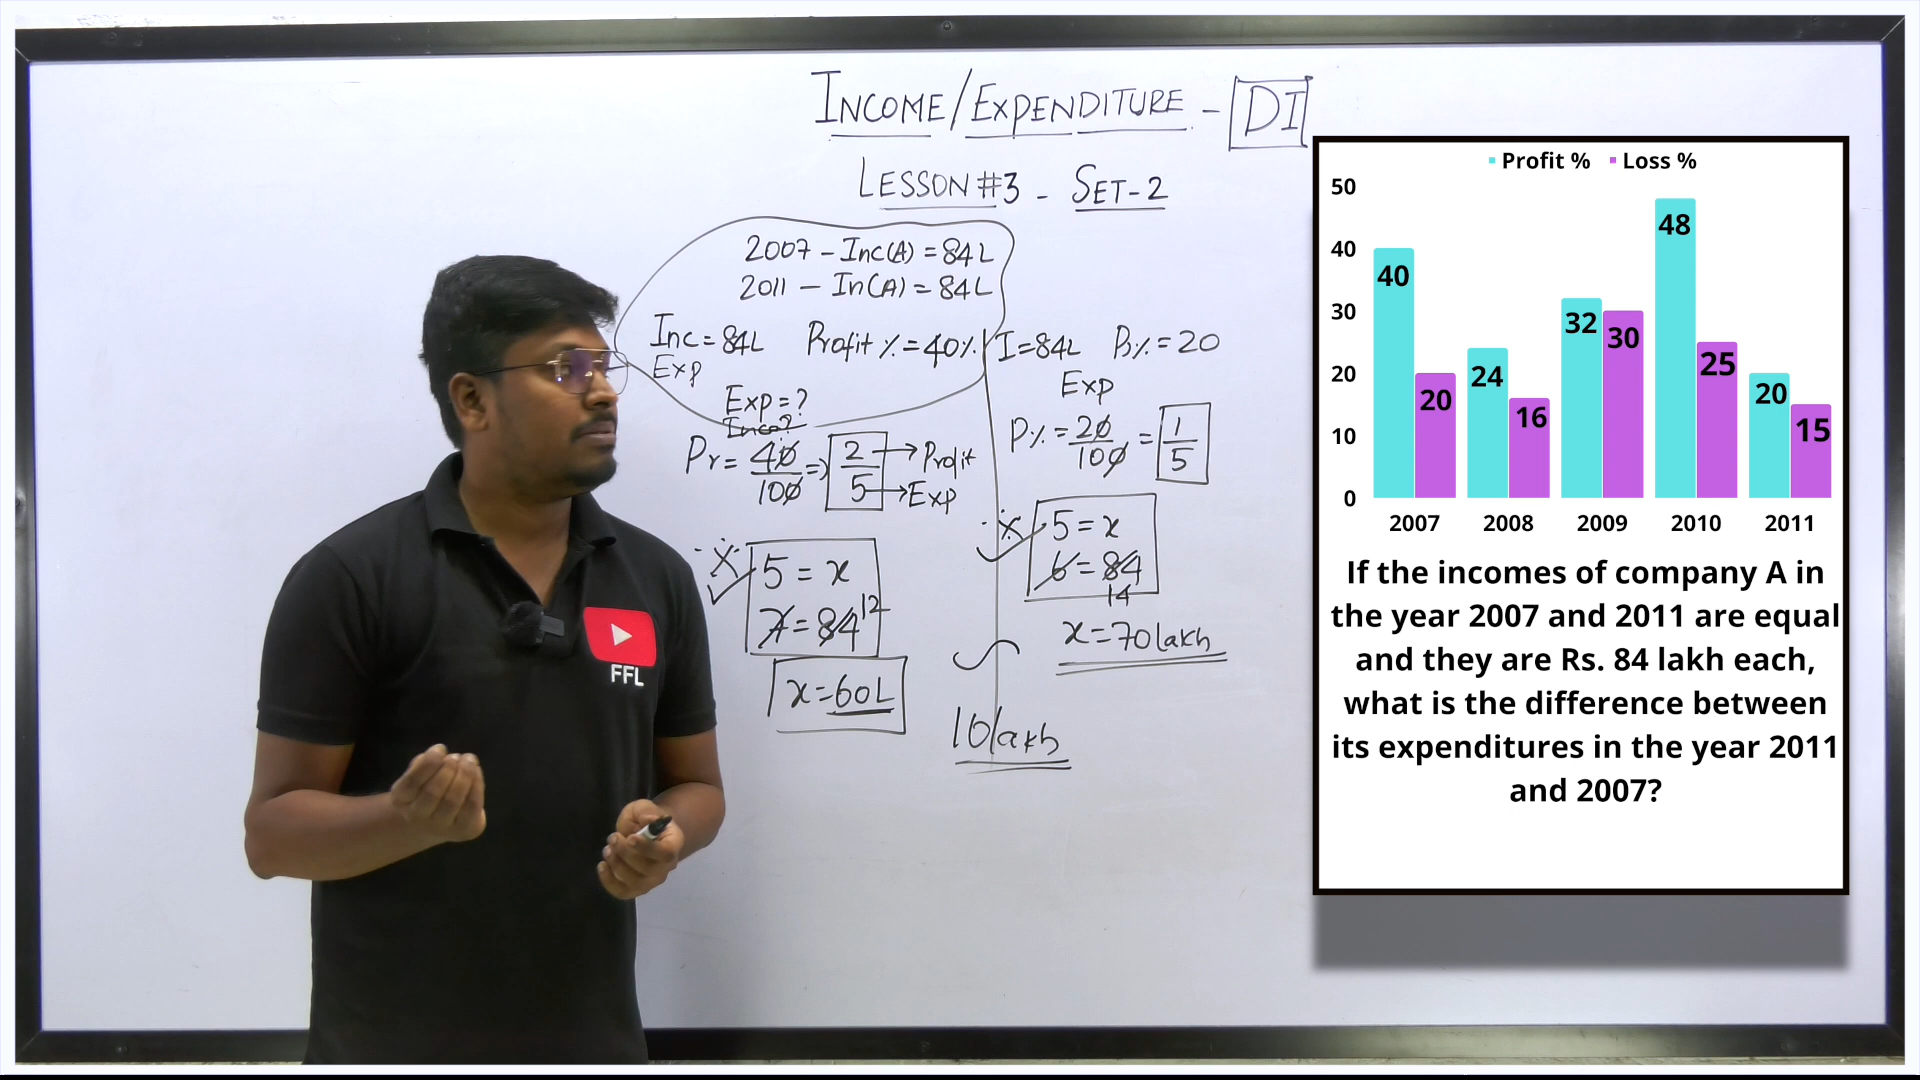 INCOME/EXPENDITURE - DI
LESSON #3 - SET-2
2007 - Inc(A) = 84L
2011 - In(A) = 84L
Inc = 84L Profit % = 40%
Exp
Exp = ?
Inco?
Pr = 40/100 => 2/5
Profit
Exp
5 = x
7 = 84 12
x = 60L
I = 84L P% = 20
Exp
P% = 20/100 = 1/5
5 = x
6 = 84
14
x = 70 lakh
10 lakh
FFL
Profit % Loss %
50
40
30
20
10
0
40
20
24
16
32
30
48
25
20
15
2007 2008 2009 2010 2011
If the incomes of company A in
the year 2007 and 2011 are equal
and they are Rs. 84 lakh each,
what is the difference between
its expenditures in the year 2011
and 2007?